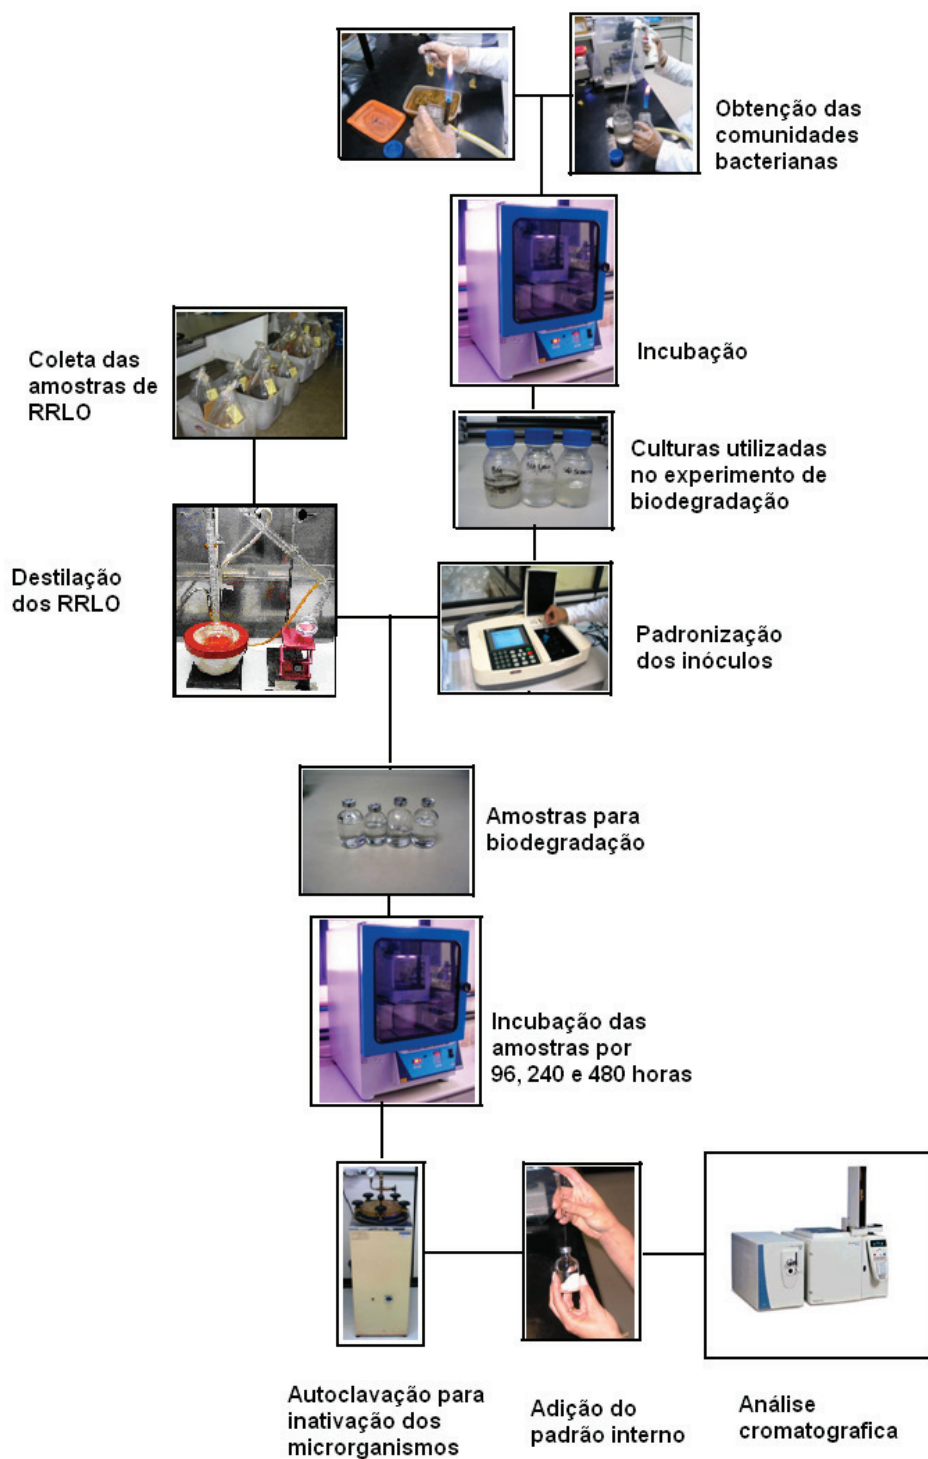 Obtenção das
comunidades
bacterianas
Incubação
Coleta das
amostras de
RRLO
Culturas utilizadas
no experimento de
biodegradação
Destilação
dos RRLO
Padronização
dos inóculos
Amostras para
biodegradação
Incubação das
amostras por
96, 240 e 480 horas
Autoclavação para
inativação dos
microrganismos
Adição do
padrão interno
Análise
cromatografica